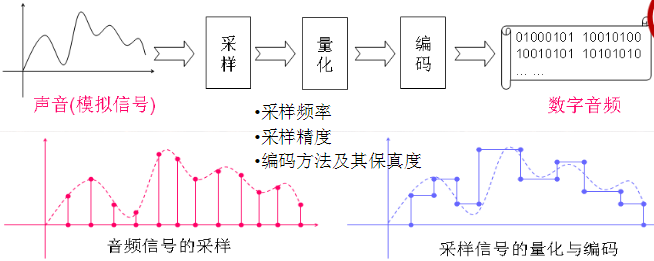 采样
量化
编码
01000101 10010100
10010101 10101010
... ...
声音(模拟信号)
数字音频
•采样频率
•采样精度
•编码方法及其保真度
音频信号的采样
采样信号的量化与编码